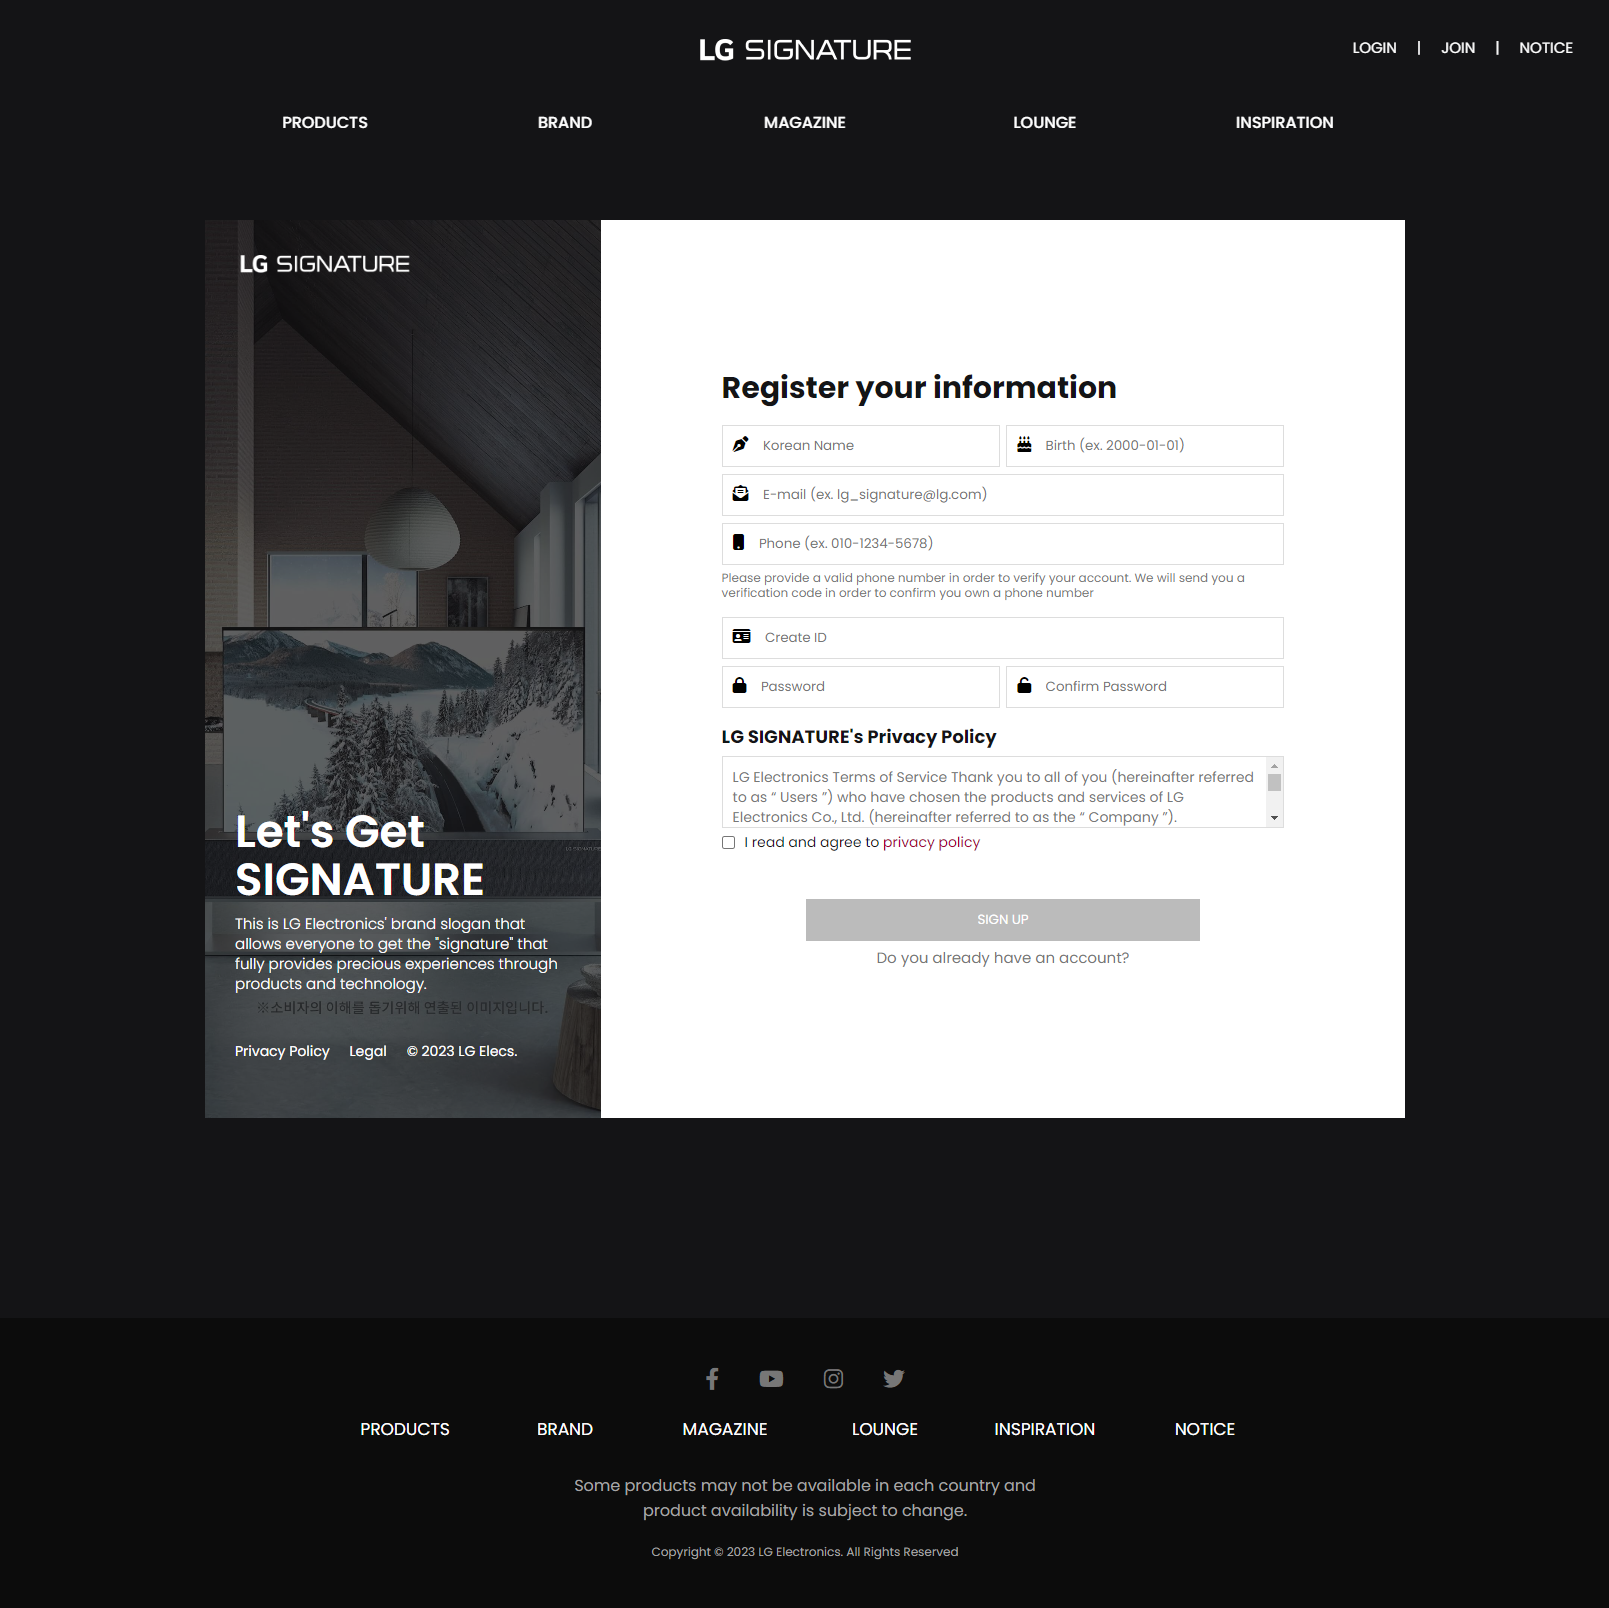 LG SIGNATURE
LOGIN | JOIN | NOTICE
PRODUCTS BRAND MAGAZINE LOUNGE INSPIRATION
LG SIGNATURE
Let's Get
SIGNATURE
This is LG Electronics' brand slogan that
allows everyone to get the "signature" that
fully provides precious experiences through
products and technology.
※소비자의 이해를 돕기위해 연출된 이미지입니다.
Privacy Policy Legal © 2023 LG Elecs.
Register your information
Korean Name Birth (ex. 2000-01-01)
E-mail (ex. lg_signature@lg.com)
Phone (ex. 010-1234-5678)
Please provide a valid phone number in order to verify your account. We will send you a
verification code in order to confirm you own a phone number
Create ID
Password Confirm Password
LG SIGNATURE's Privacy Policy
LG Electronics Terms of Service Thank you to all of you (hereinafter referred
to as “ Users ”) who have chosen the products and services of LG
Electronics Co., Ltd. (hereinafter referred to as the “ Company ”).
I read and agree to privacy policy
SIGN UP
Do you already have an account?
PRODUCTS BRAND MAGAZINE LOUNGE INSPIRATION NOTICE
Some products may not be available in each country and
product availability is subject to change.
Copyright © 2023 LG Electronics. All Rights Reserved